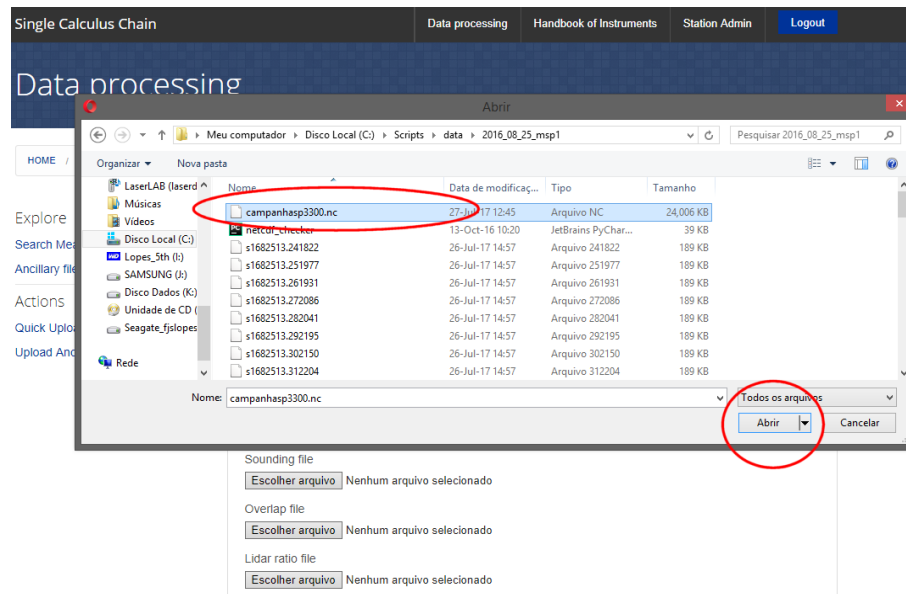 Single Calculus Chain
Data processing
Handbook of Instruments
Station Admin
Logout
Data processing
Abrir
Meu computador
Disco Local (C:)
Scripts
data
2016_08_25_msp1
Pesquisar 2016_08_25_msp1
HOME /
Organizar
Nova pasta
LaserLAB (laserd
Músicas
Vídeos
Disco Local (C:)
Lopes_5th (I:)
SAMSUNG (J:)
Disco Dados (K:)
Unidade de CD (
Seagate_fjslopes
Rede
Nome Data de modificaç... Tipo Tamanho
campanhasp3300.nc 27-Jul-17 12:45 Arquivo NC 24,006 KB
netcdf_checker 13-Oct-16 10:20 JetBrains PyChar... 39 KB
s1682513.241822 26-Jul-17 14:57 Arquivo 241822 189 KB
s1682513.251977 26-Jul-17 14:57 Arquivo 251977 189 KB
s1682513.261931 26-Jul-17 14:57 Arquivo 261931 189 KB
s1682513.272086 26-Jul-17 14:57 Arquivo 272086 189 KB
s1682513.282041 26-Jul-17 14:57 Arquivo 282041 189 KB
s1682513.292195 26-Jul-17 14:57 Arquivo 292195 189 KB
s1682513.302150 26-Jul-17 14:57 Arquivo 302150 189 KB
s1682513.312204 26-Jul-17 14:57 Arquivo 312204 189 KB
Nome: campanhasp3300.nc
Todos os arquivos
Abrir
Cancelar
Explore
Search Mea
Ancillary file
Actions
Quick Uploa
Upload Anc
Sounding file
Escolher arquivo Nenhum arquivo selecionado
Overlap file
Escolher arquivo Nenhum arquivo selecionado
Lidar ratio file
Escolher arquivo Nenhum arquivo selecionado